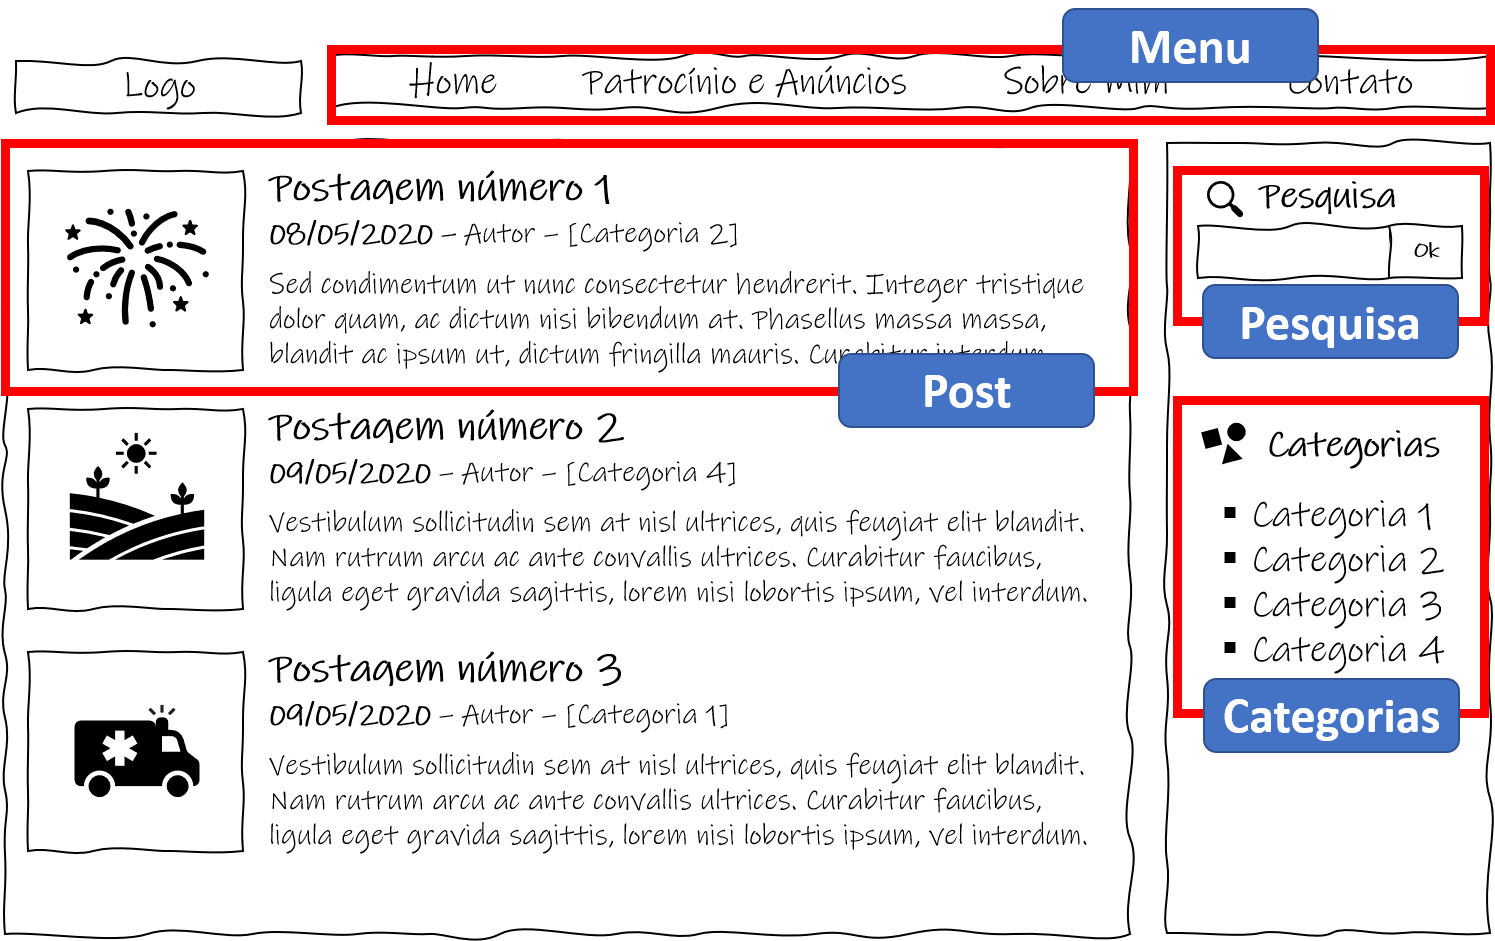 Menu
Logo
Home Patrocínio e Anúncios Sobre Mim Contato
Postagem número 1
08/05/2020 – Autor – [Categoria 2]
Sed condimentum ut nunc consectetur hendrerit. Integer tristique
dolor quam, ac dictum nisi bibendum at. Phasellus massa massa,
blandit ac ipsum ut, dictum fringilla mauris. Curabitur interdum
Post
Postagem número 2
09/05/2020 – Autor – [Categoria 4]
Vestibulum sollicitudin sem at nisl ultrices, quis feugiat elit blandit.
Nam rutrum arcu ac ante convallis ultrices. Curabitur faucibus,
ligula eget gravida sagittis, lorem nisi lobortis ipsum, vel interdum.
Postagem número 3
09/05/2020 – Autor – [Categoria 1]
Vestibulum sollicitudin sem at nisl ultrices, quis feugiat elit blandit.
Nam rutrum arcu ac ante convallis ultrices. Curabitur faucibus,
ligula eget gravida sagittis, lorem nisi lobortis ipsum, vel interdum.
Pesquisa
Ok
Pesquisa
Categorias
Categoria 1
Categoria 2
Categoria 3
Categoria 4
Categorias